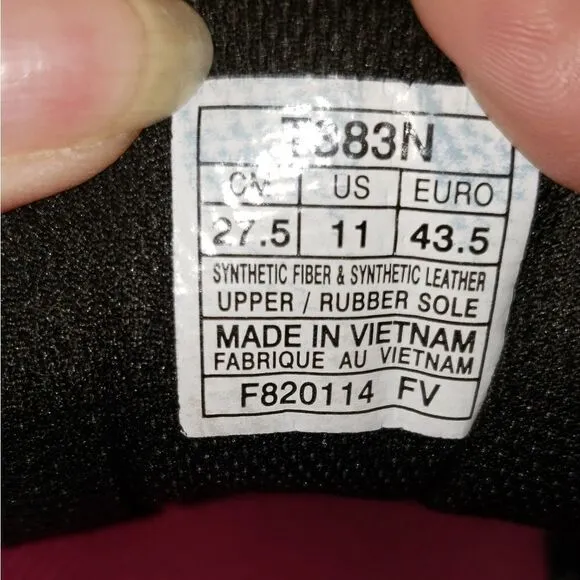 T383N
CM US EURO
27.5 11 43.5
SYNTHETIC FIBER & SYNTHETIC LEATHER
UPPER / RUBBER SOLE
MADE IN VIETNAM
FABRIQUE AU VIETNAM
F820114 FV